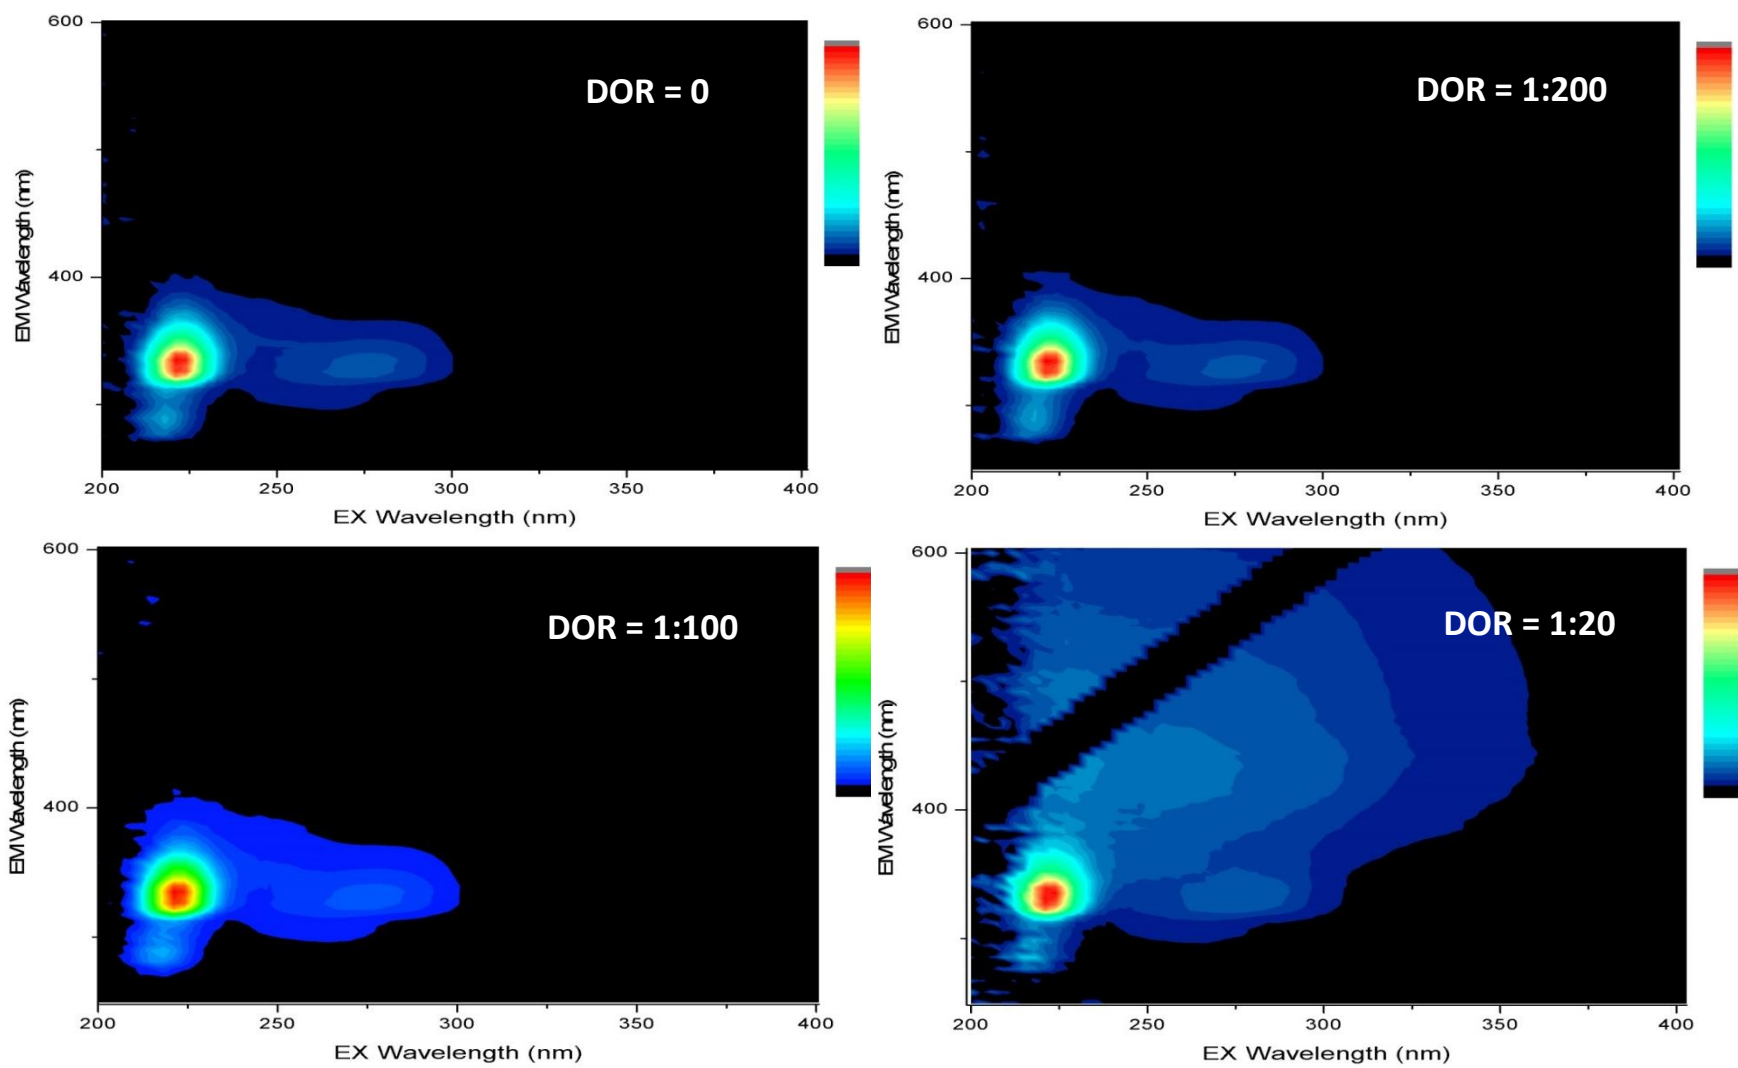 600
DOR = 0
400
EM Wavelength (nm)
200 250 300 350 400
EX Wavelength (nm)
600
DOR = 1:200
400
EM Wavelength (nm)
200 250 300 350 400
EX Wavelength (nm)
600
DOR = 1:100
400
EM Wavelength (nm)
200 250 300 350 400
EX Wavelength (nm)
600
DOR = 1:20
400
EM Wavelength (nm)
200 250 300 350 400
EX Wavelength (nm)